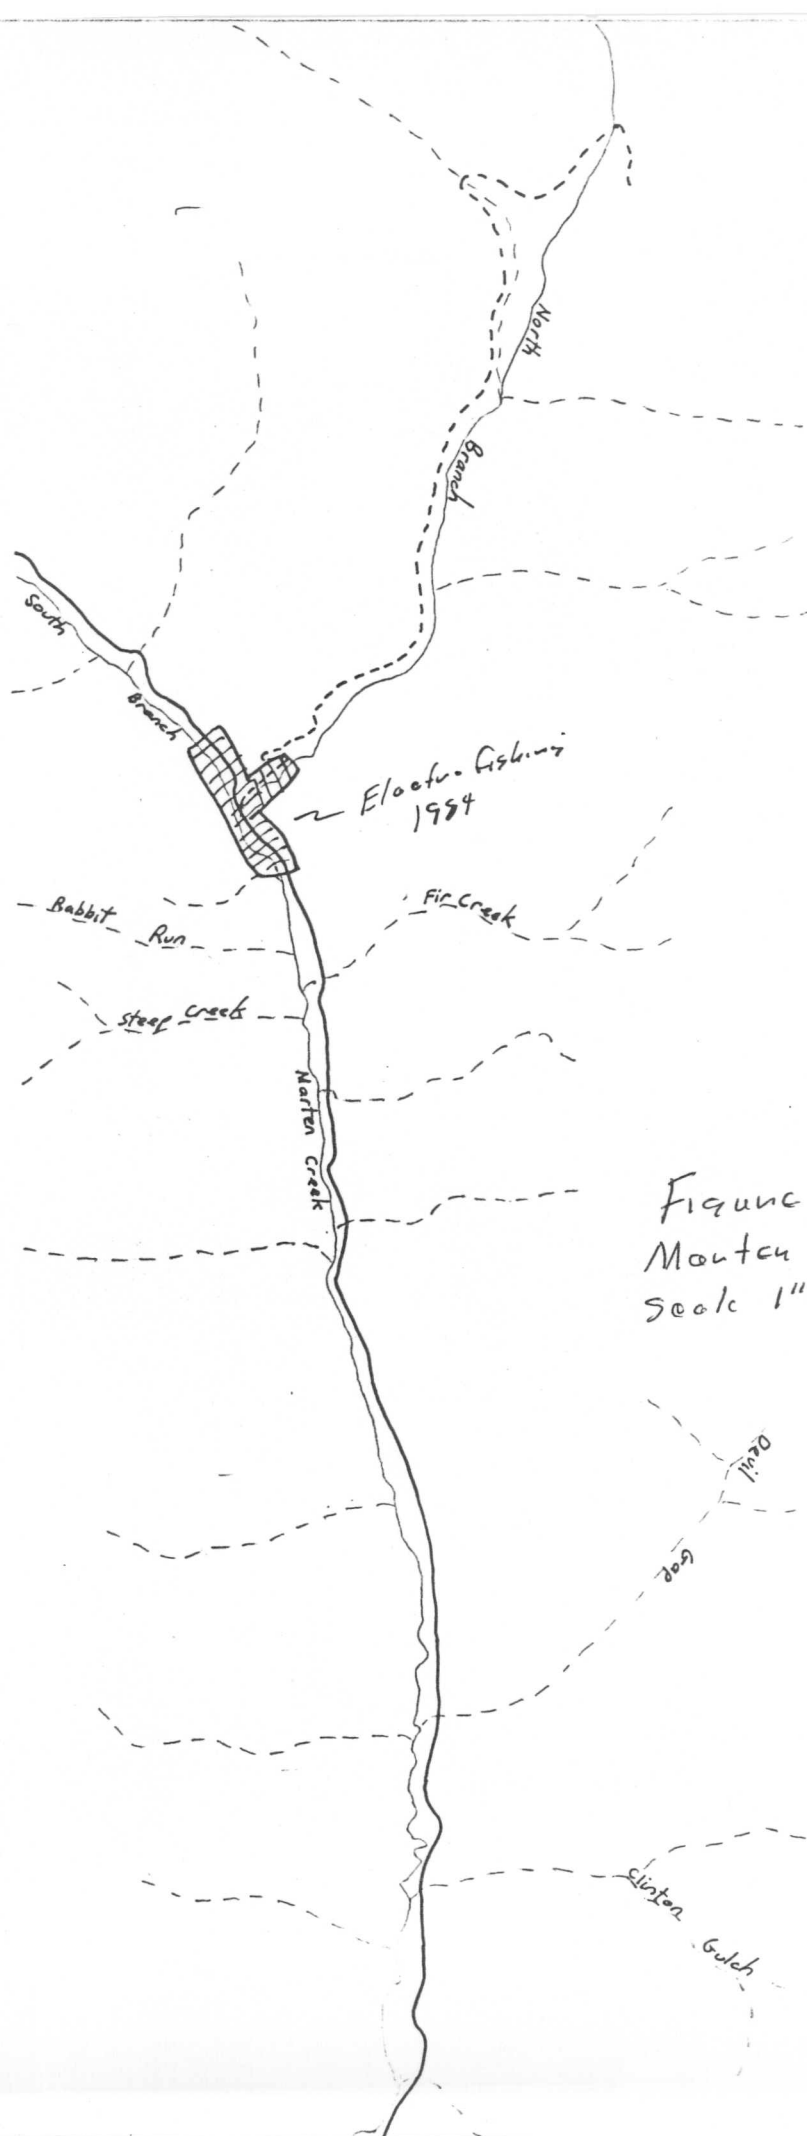 North
Branch
South
Branch
Electro-fishing
1984
Babbit
Run
Fir Creek
Steep Creek
Marten
Creek
Figure
Marten
Scale 1"
Devil
Gap
Clinton
Gulch